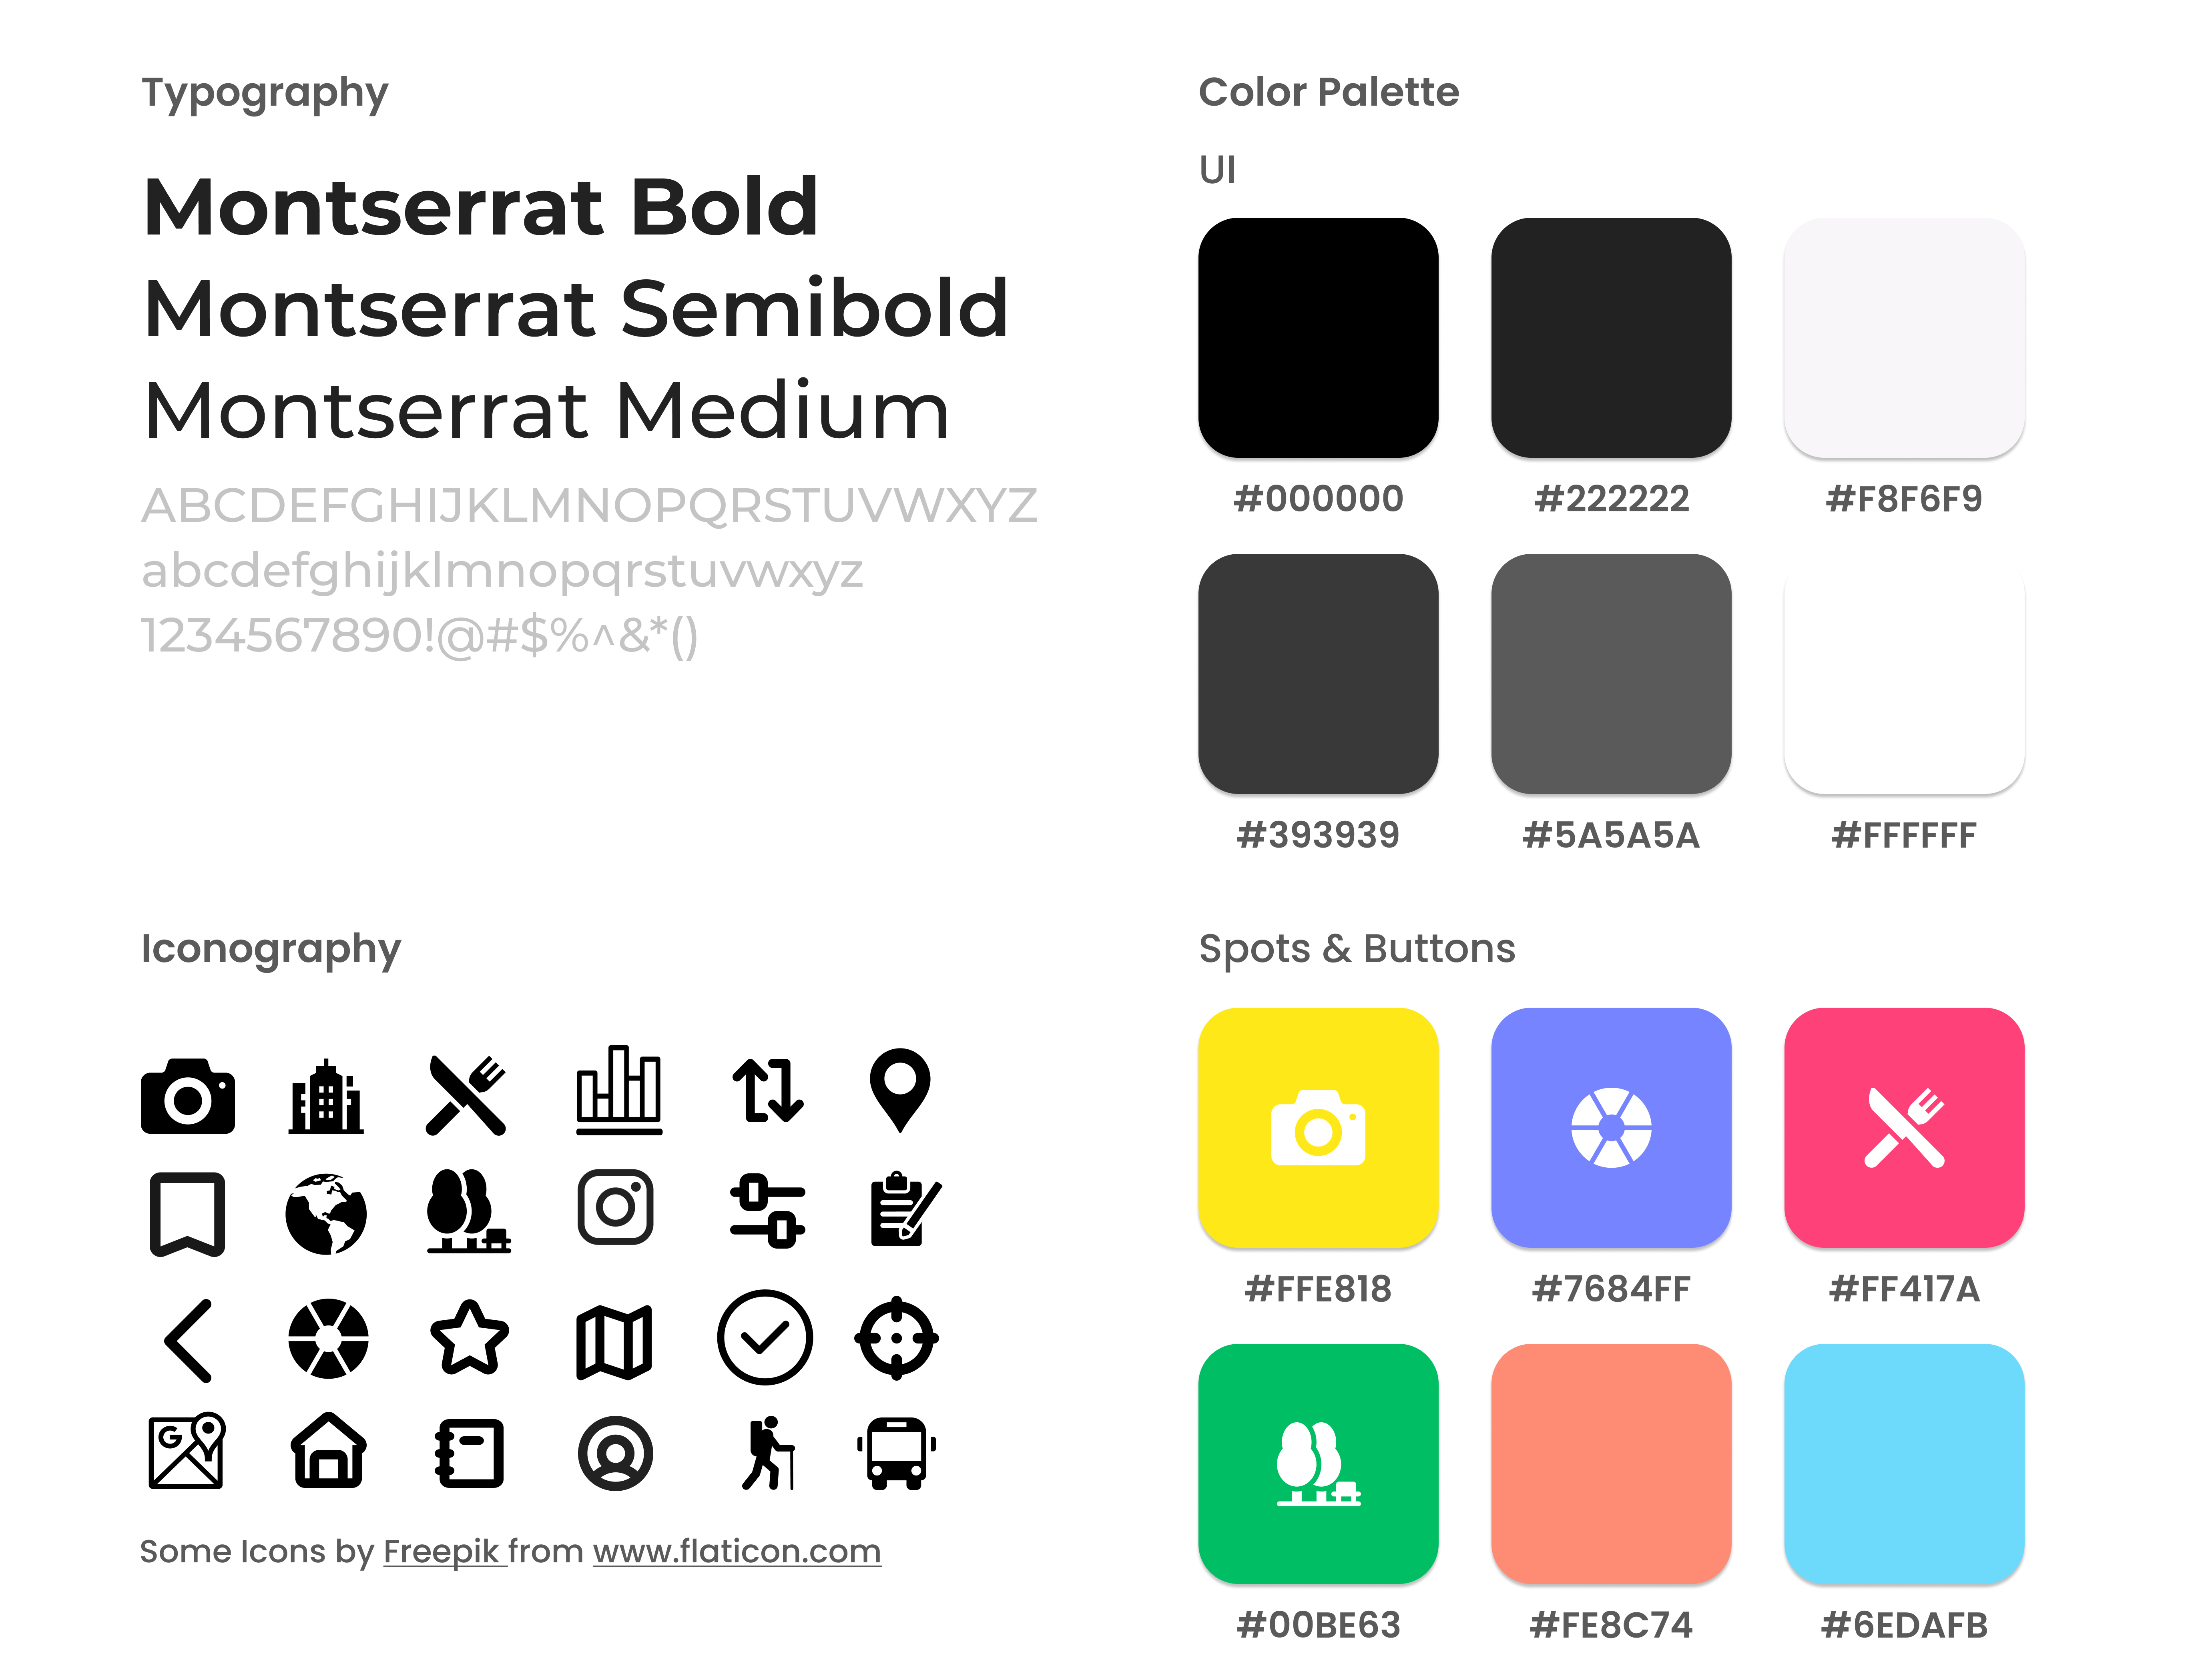 Typography
Montserrat Bold
Montserrat Semibold
Montserrat Medium
ABCDEFGHIJKLMNOPQRSTUVWXYZ
abcdefghijklmnopqrstuvwxyz
1234567890!@#$%^&*()
Color Palette
UI
#000000
#222222
#F8F6F9
#393939
#5A5A5A
#FFFFFF
Iconography
G
Some Icons by Freepik from www.flaticon.com
Spots & Buttons
#FFE818
#7684FF
#FF417A
#00BE63
#FE8C74
#6EDAFB